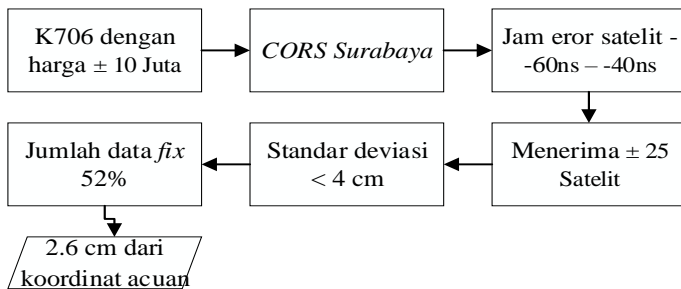 K706 dengan
harga ± 10 Juta
CORS Surabaya
Jam eror satelit -
-60ns – -40ns
Menerima ± 25
Satelit
Standar deviasi
< 4 cm
Jumlah data fix
52%
2.6 cm dari
koordinat acuan